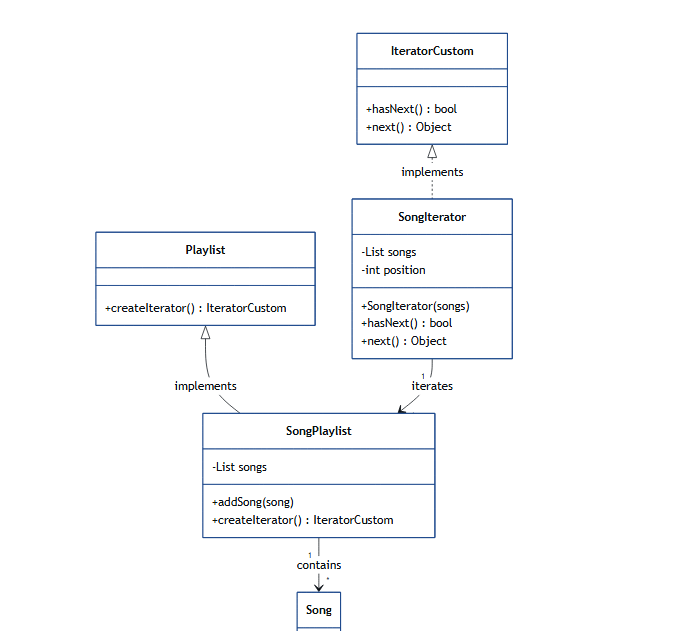 IteratorCustom
+hasNext() : bool
+next() : Object
implements
SongIterator
-List songs
-int position
+SongIterator(songs)
+hasNext() : bool
+next() : Object
Playlist
+createIterator() : IteratorCustom
implements
1
iterates
SongPlaylist
-List songs
+addSong(song)
+createIterator() : IteratorCustom
1
contains
*
Song